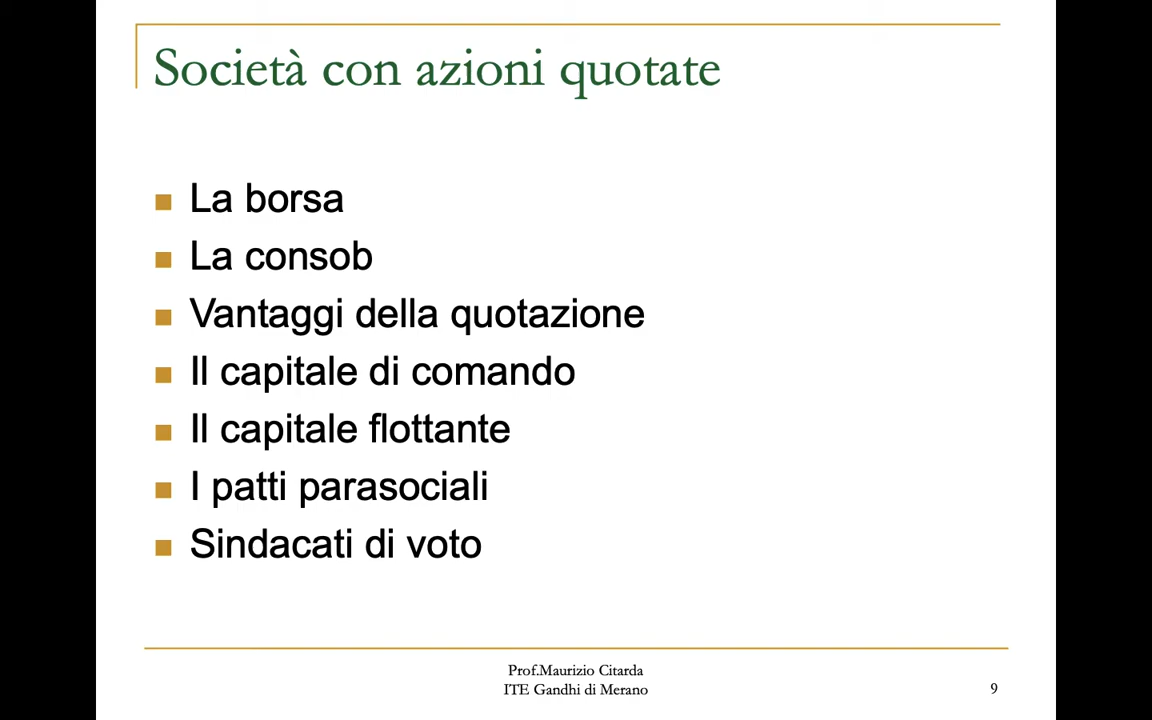 Società con azioni quotate
La borsa
La consob
Vantaggi della quotazione
Il capitale di comando
Il capitale flottante
I patti parasociali
Sindacati di voto
Prof.Maurizio Citarda
ITE Gandhi di Merano
9